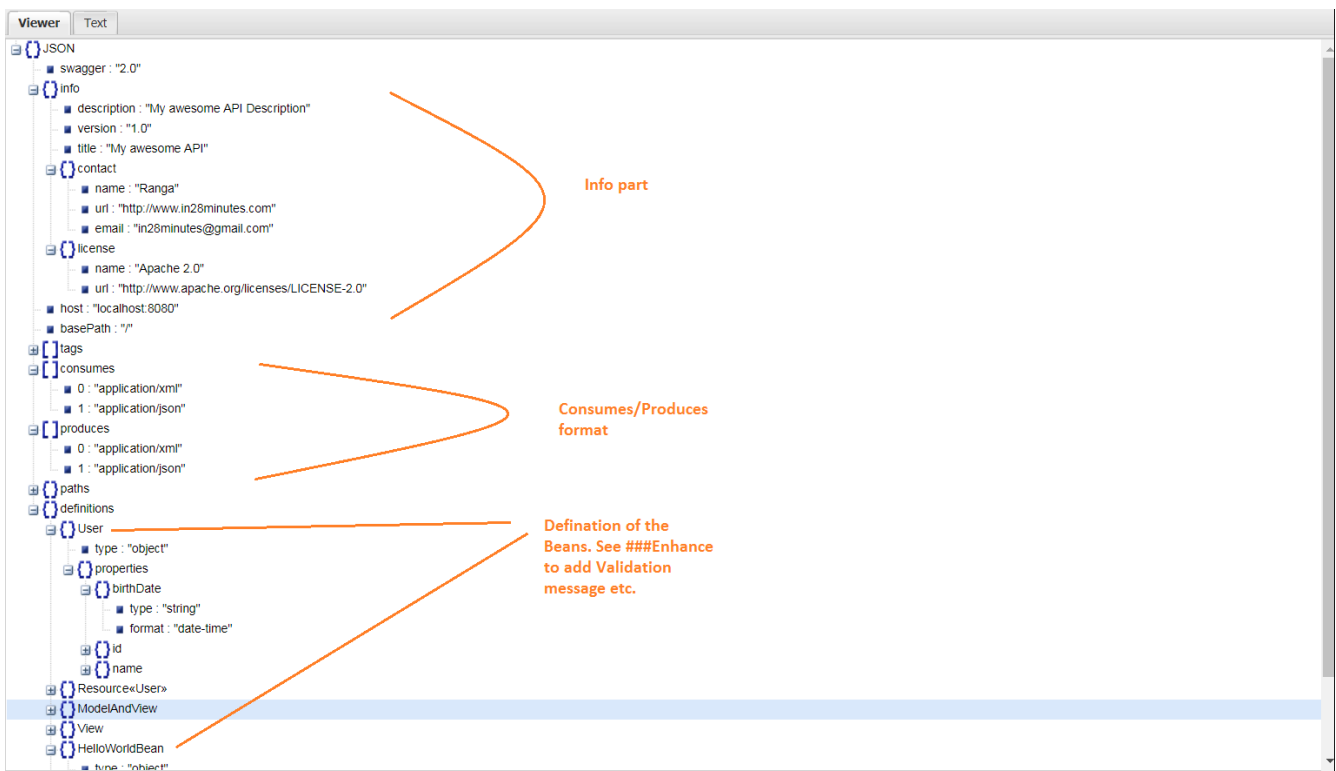 Viewer Text
JSON
swagger : "2.0"
info
description : "My awesome API Description"
version : "1.0"
title : "My awesome API"
contact
name : "Ranga"
url : "http://www.in28minutes.com"
email : "in28minutes@gmail.com"
license
name : "Apache 2.0"
url : "http://www.apache.org/licenses/LICENSE-2.0"
host : "localhost:8080"
basePath : "/"
tags
consumes
0 : "application/xml"
1 : "application/json"
produces
0 : "application/xml"
1 : "application/json"
paths
definitions
User
type : "object"
properties
birthDate
type : "string"
format : "date-time"
id
name
Resource«User»
ModelAndView
View
HelloWorldBean
type : "object"
Info part
Consumes/Produces
format
Defination of the
Beans. See ###Enhance
to add Validation
message etc.